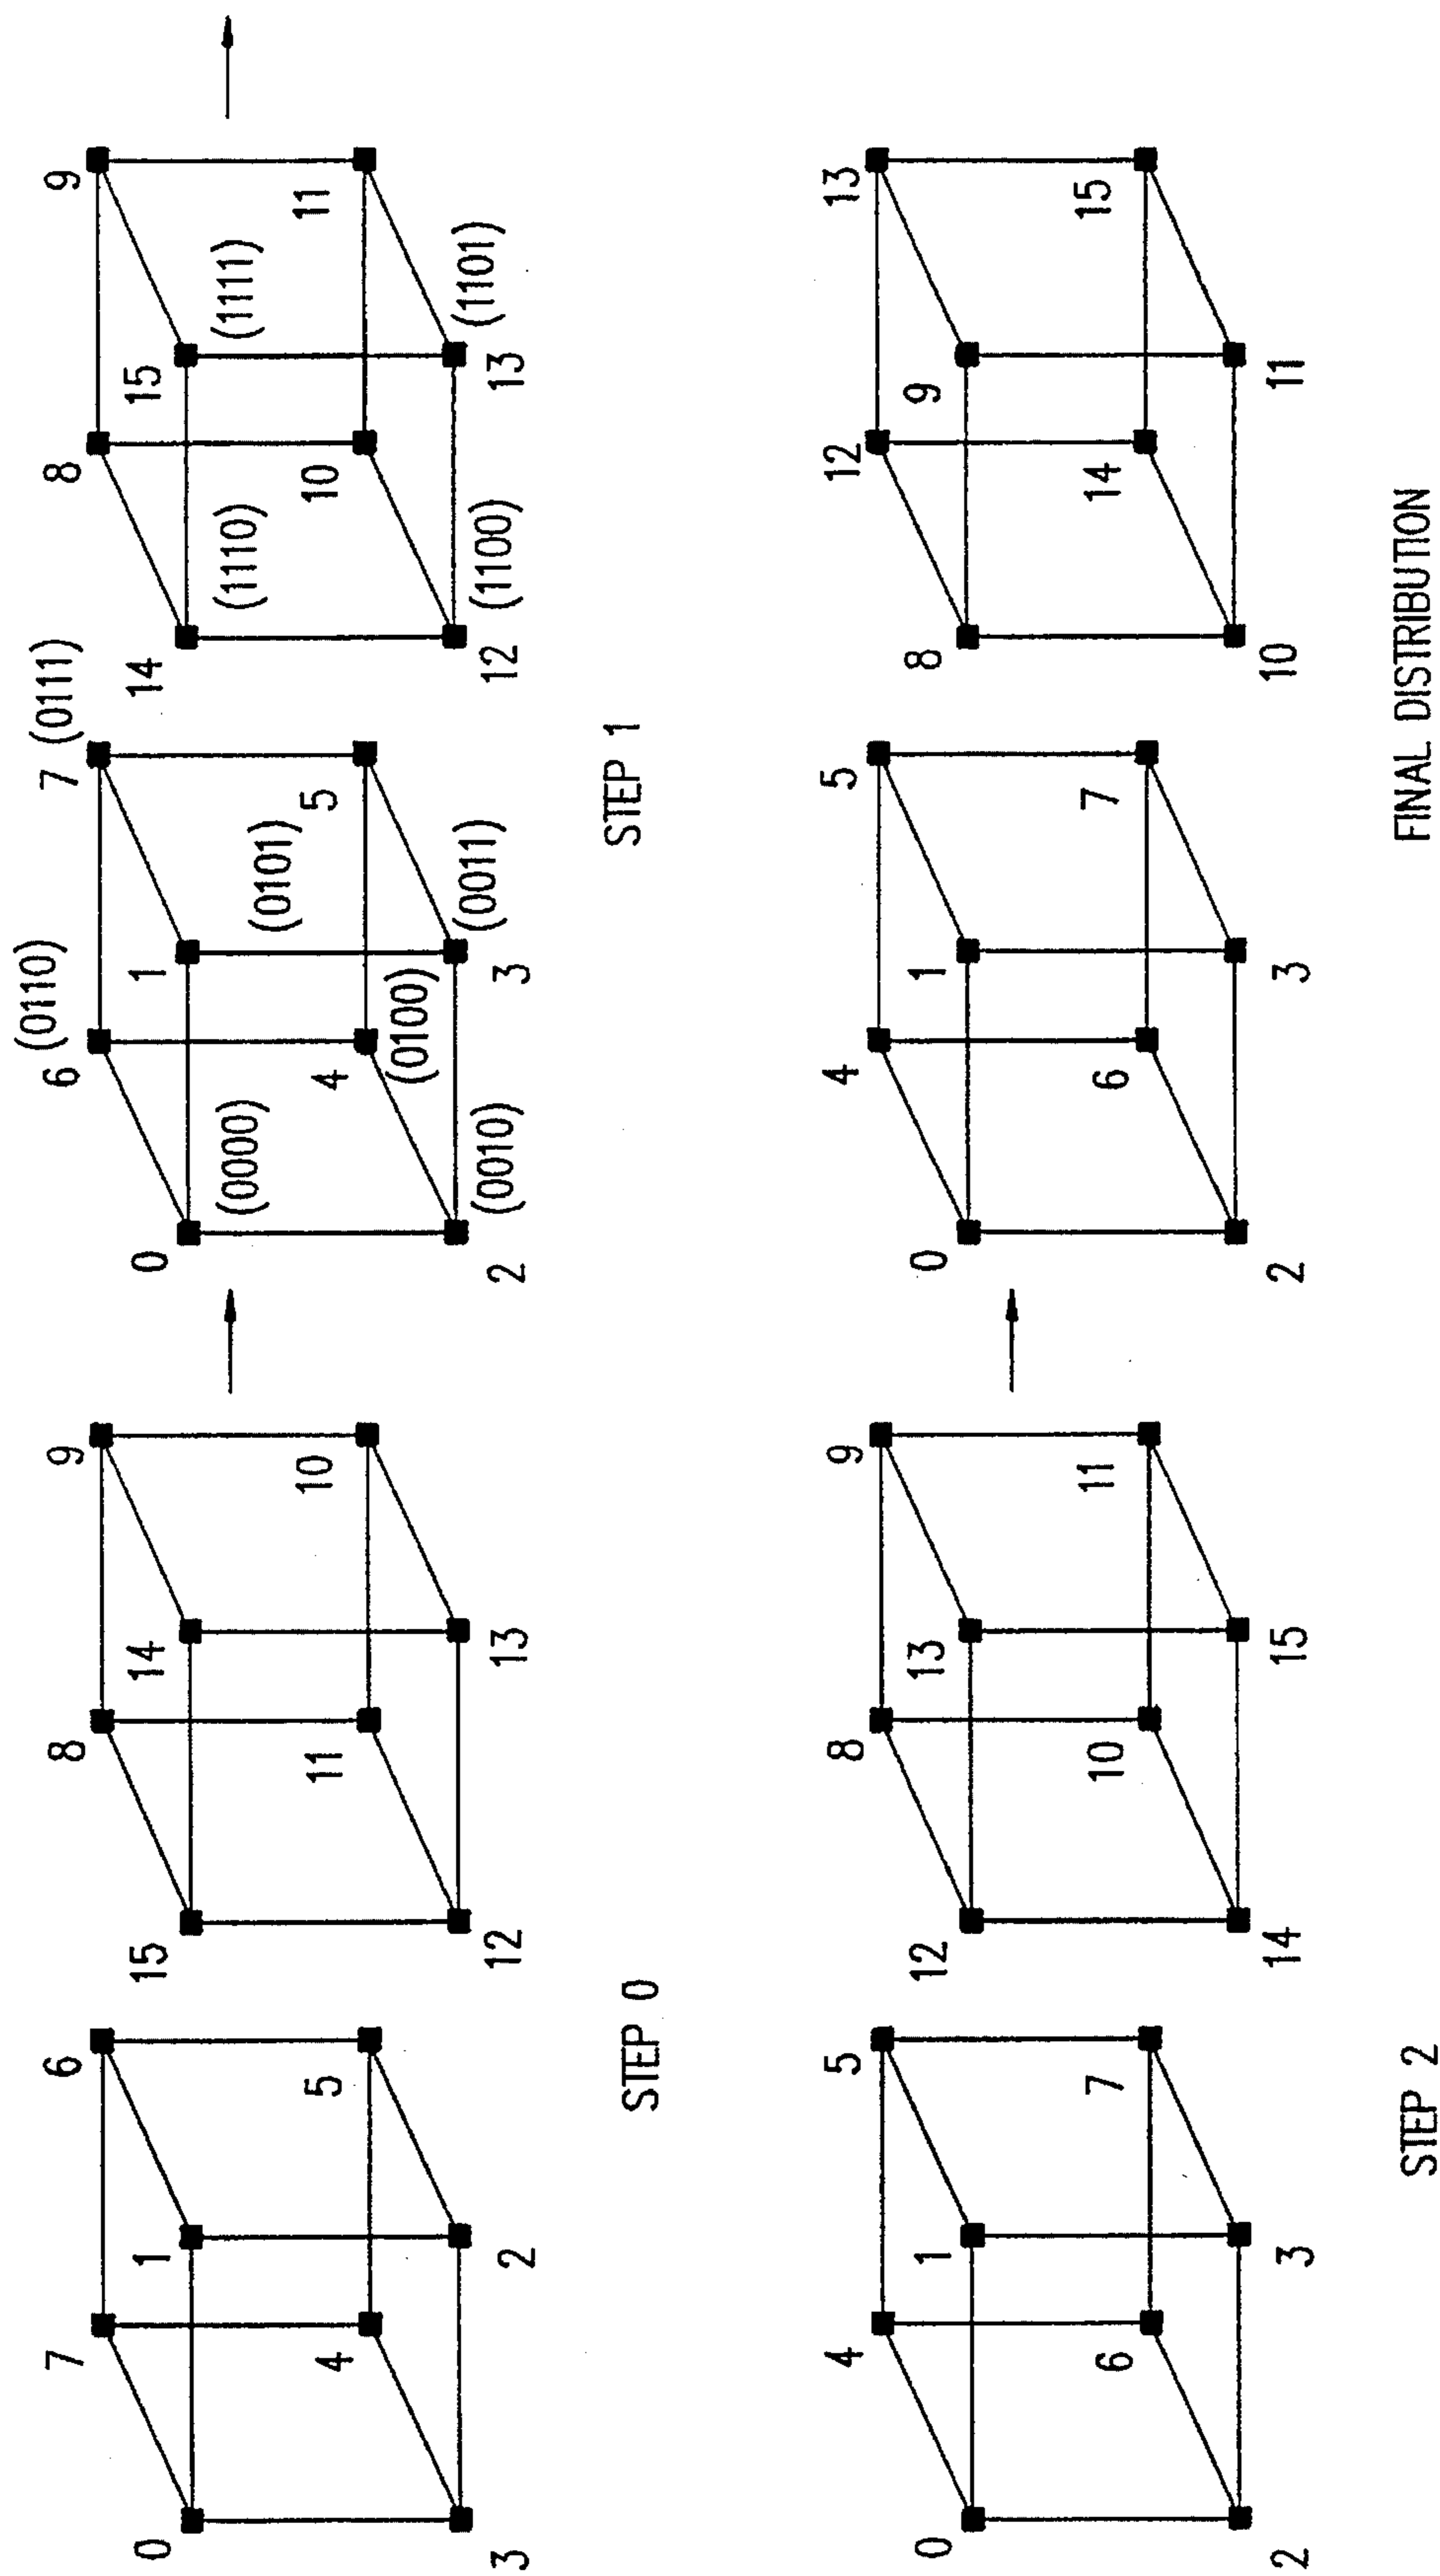 (0110) (0111)
7 6 8 9 6 7 8 9
0 1 15 14 0 1 14 15
(0000) (0101) (1110) (1111)
4 5 11 10 4 5 10 11
(0100)
(0010) (0011) (1100) (1101)
3 2 12 13 2 3 12 13
STEP 0 STEP 1
4 5 8 9 4 5 12 13
0 1 12 13 0 1 8 9
6 7 10 11 6 7 14 15
2 3 14 15 2 3 10 11
STEP 2 FINAL DISTRIBUTION